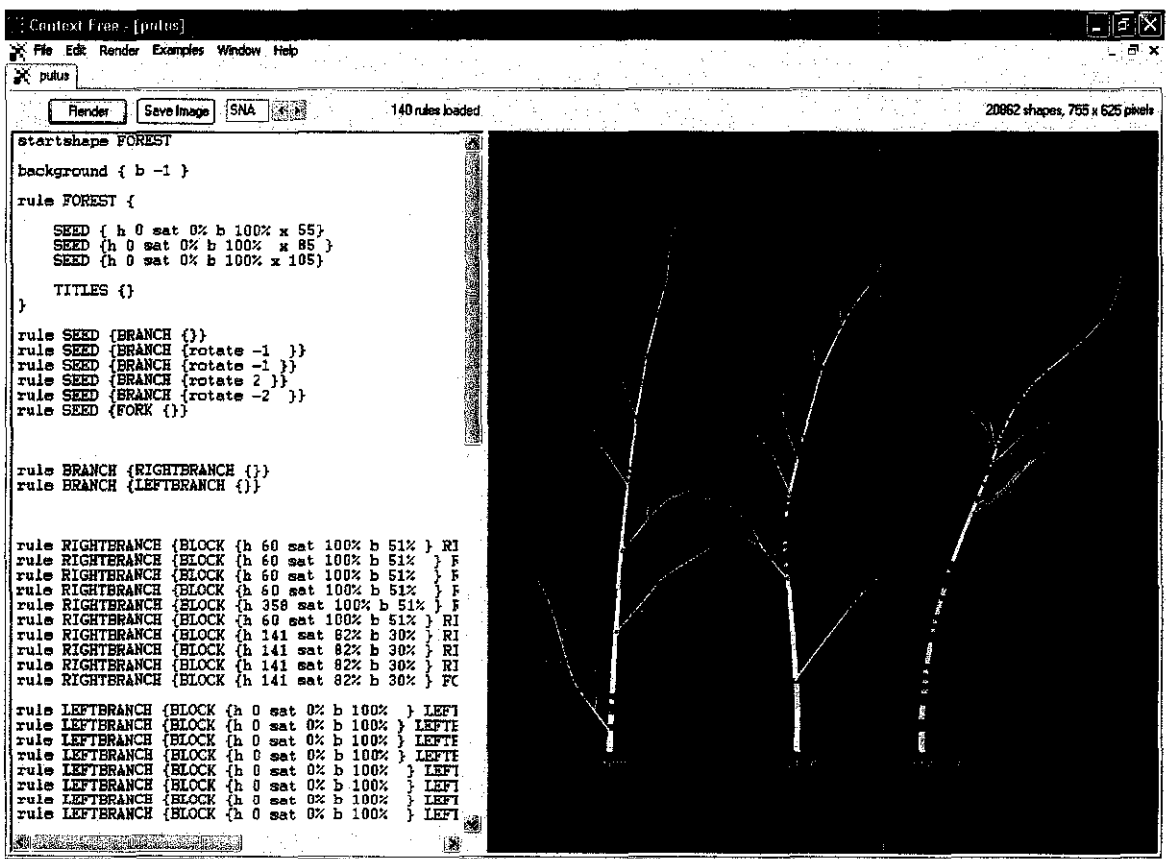 Context Free - [pulus]
File Edit Render Examples Window Help
pulus
Render Save Image SNA 140 rules loaded 20862 shapes, 755 x 625 pixels
startshape FOREST
background { b -1 }
rule FOREST {
SEED { h 0 sat 0% b 100% x 55}
SEED {h 0 sat 0% b 100% x 85 }
SEED {h 0 sat 0% b 100% x 105}
TITLES {}
}
rule SEED {BRANCH {}}
rule SEED {BRANCH {rotate -1 }}
rule SEED {BRANCH {rotate -1 }}
rule SEED {BRANCH {rotate 2 }}
rule SEED {BRANCH {rotate -2 }}
rule SEED {FORK {}}
rule BRANCH {RIGHTBRANCH {}}
rule BRANCH {LEFTBRANCH {}}
rule RIGHTBRANCH {BLOCK {h 60 sat 100% b 51% } RI
rule RIGHTBRANCH {BLOCK {h 60 sat 100% b 51% } R
rule RIGHTBRANCH {BLOCK {h 60 sat 100% b 51% } R
rule RIGHTBRANCH {BLOCK {h 60 sat 100% b 51% } R
rule RIGHTBRANCH {BLOCK {h 358 sat 100% b 51% } R
rule RIGHTBRANCH {BLOCK {h 60 sat 100% b 51% } RI
rule RIGHTBRANCH {BLOCK {h 141 sat 82% b 30% } RI
rule RIGHTBRANCH {BLOCK {h 141 sat 82% b 30% } RI
rule RIGHTBRANCH {BLOCK {h 141 sat 82% b 30% } RI
rule RIGHTBRANCH {BLOCK {h 141 sat 82% b 30% } FO
rule LEFTBRANCH {BLOCK {h 0 sat 0% b 100% } LEFT
rule LEFTBRANCH {BLOCK {h 0 sat 0% b 100% } LEFTB
rule LEFTBRANCH {BLOCK {h 0 sat 0% b 100% } LEFTB
rule LEFTBRANCH {BLOCK {h 0 sat 0% b 100% } LEFTB
rule LEFTBRANCH {BLOCK {h 0 sat 0% b 100% } LEFT
rule LEFTBRANCH {BLOCK {h 0 sat 0% b 100% } LEFT
rule LEFTBRANCH {BLOCK {h 0 sat 0% b 100% } LEFT
rule LEFTBRANCH {BLOCK {h 0 sat 0% b 100% } LEFT